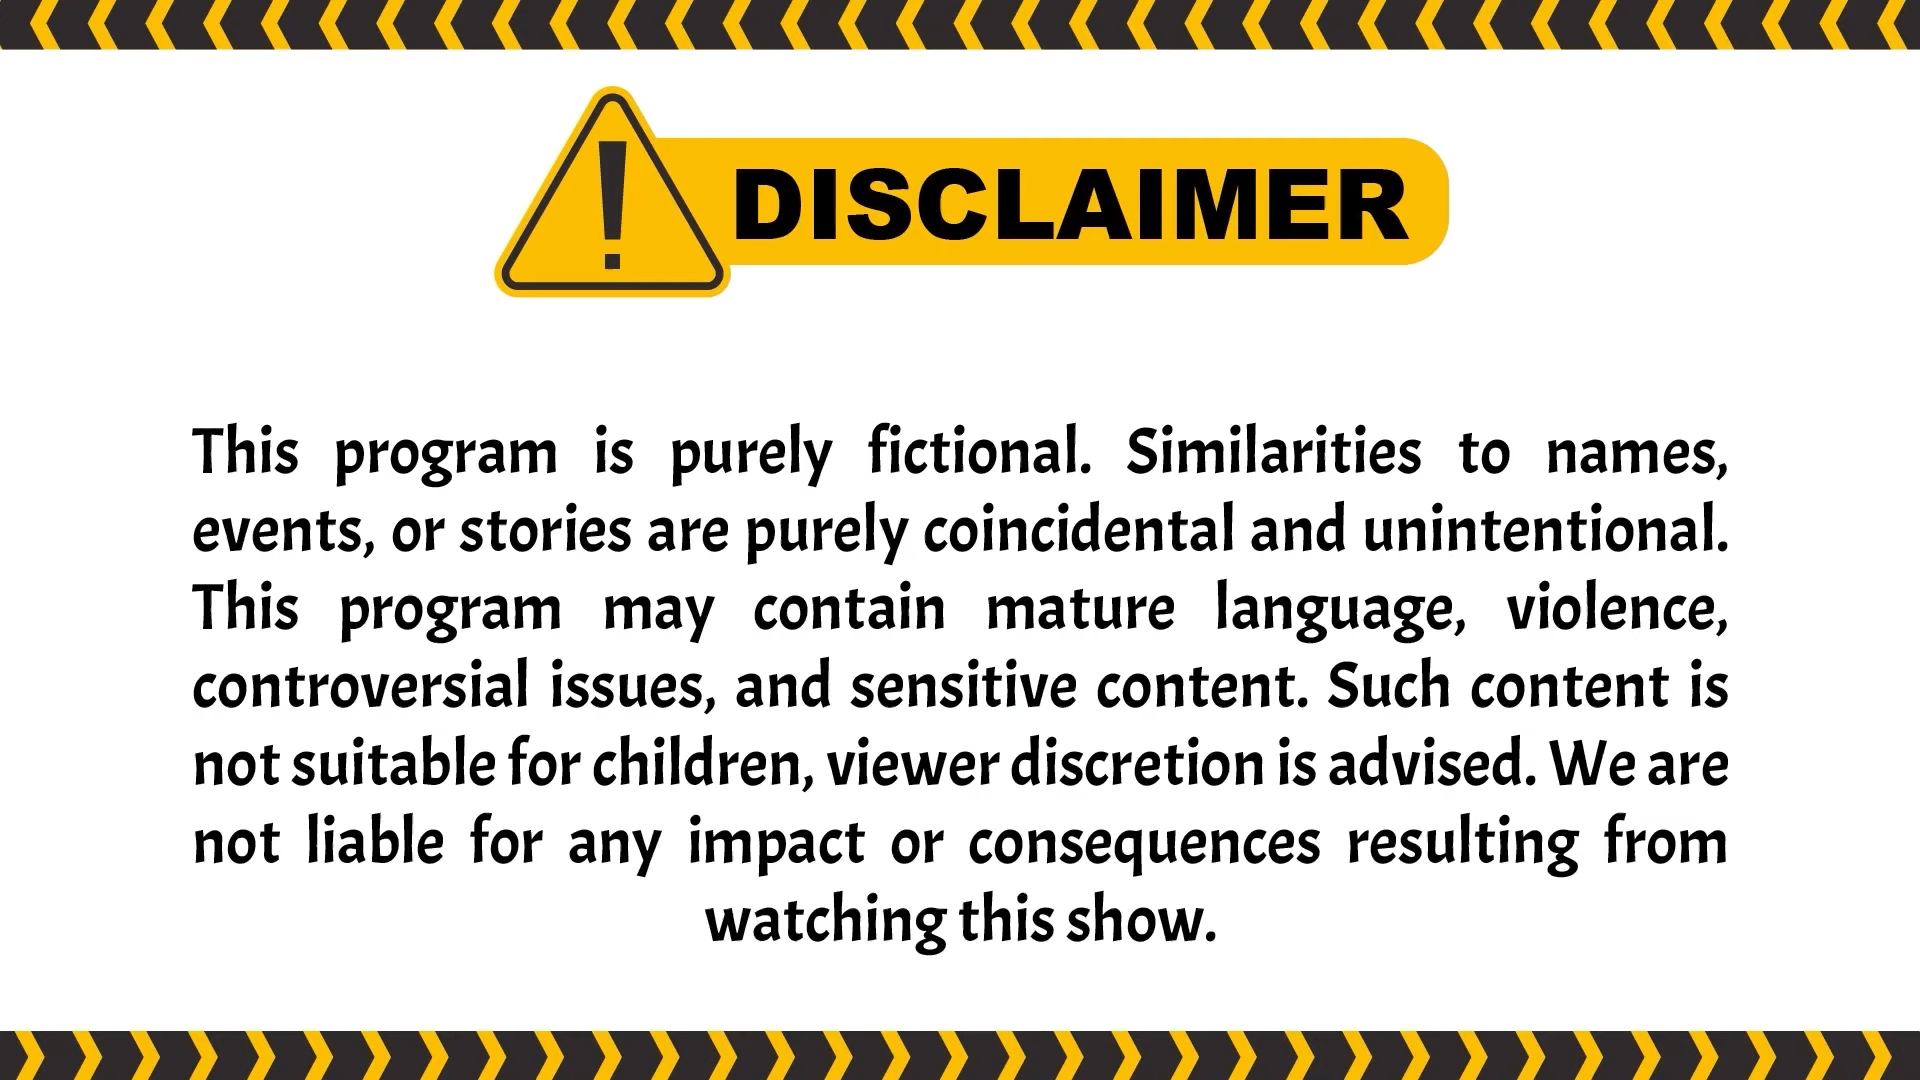 DISCLAIMER
This program is purely fictional. Similarities to names,
events, or stories are purely coincidental and unintentional.
This program may contain mature language, violence,
controversial issues, and sensitive content. Such content is
not suitable for children, viewer discretion is advised. We are
not liable for any impact or consequences resulting from
watching this show.